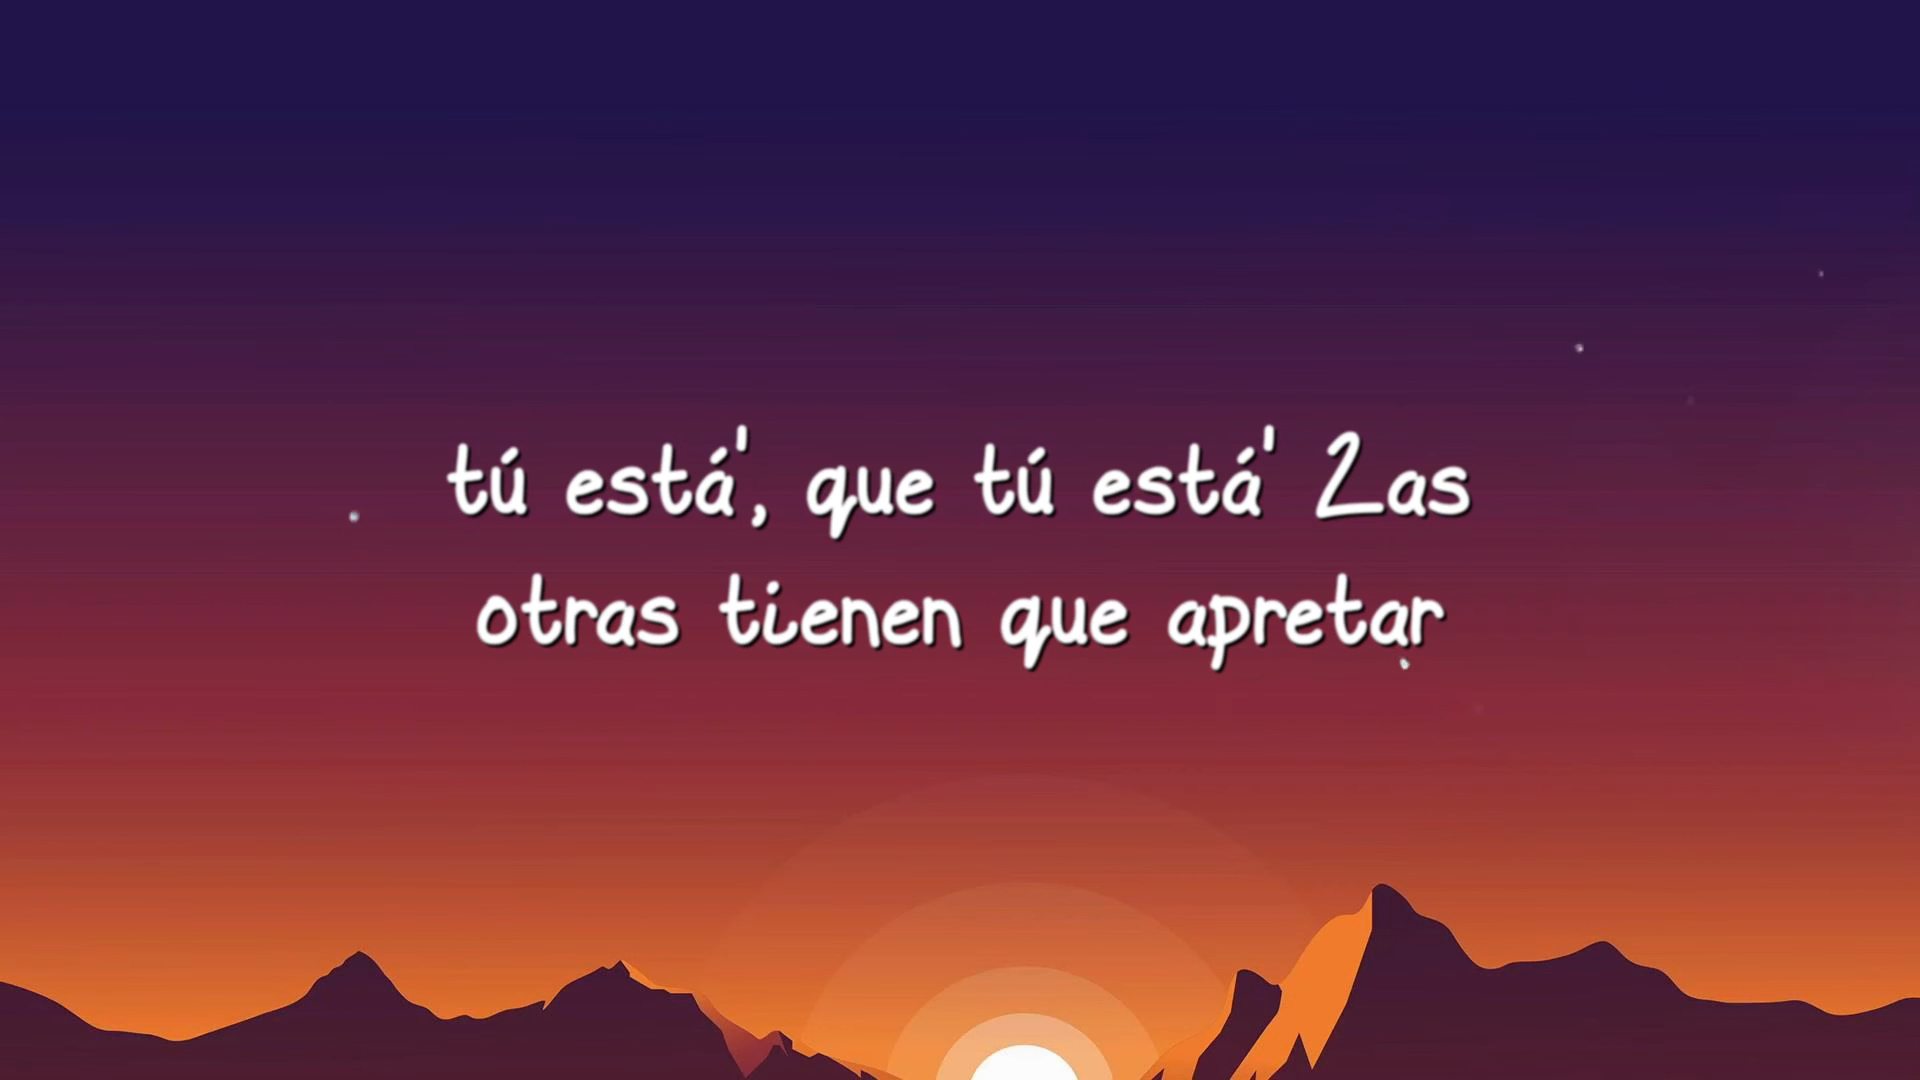 tú está', que tú está' Las
otras tienen que apretar